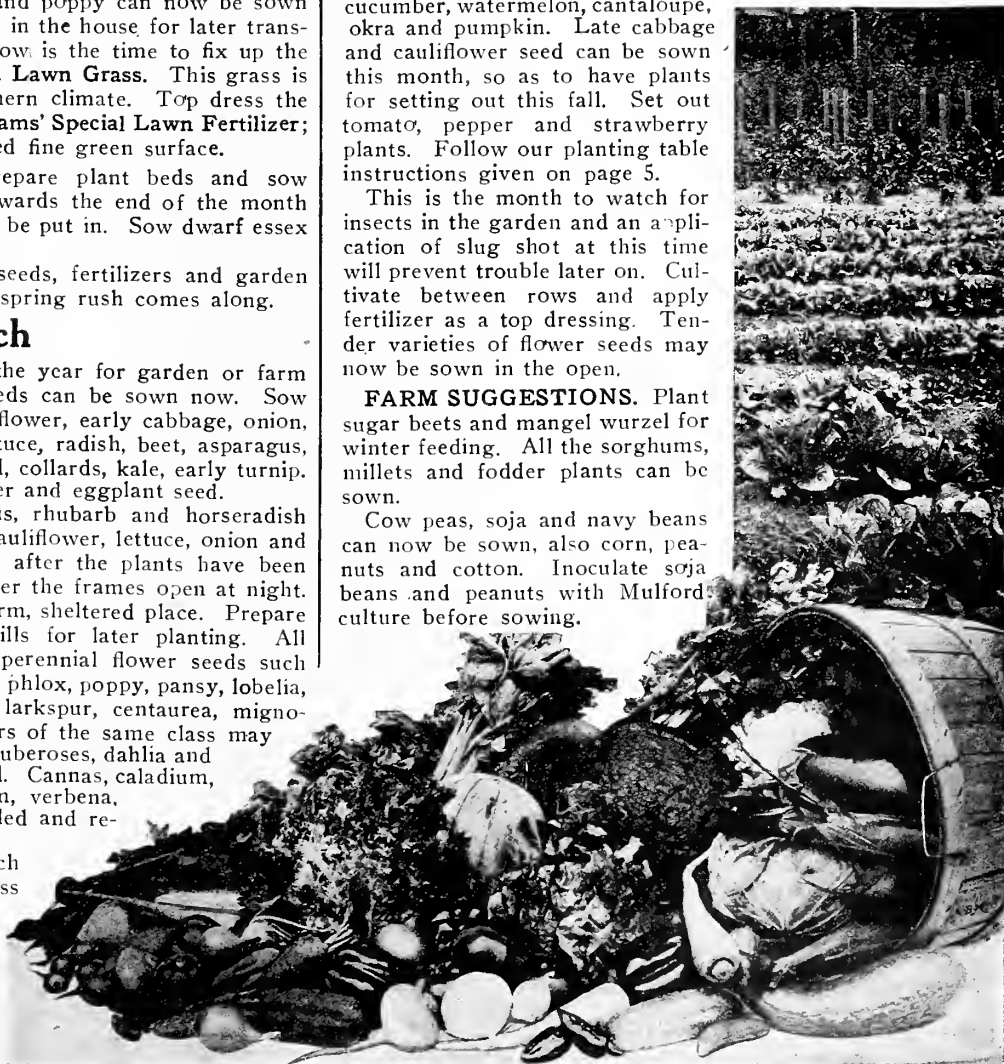 and poppy can now be sown
in the house for later trans-
ow is the time to fix up the
Lawn Grass. This grass is
ern climate. Top dress the
ams' Special Lawn Fertilizer;
ed fine green surface.
repare plant beds and sow
wards the end of the month
be put in. Sow dwarf essex
seeds, fertilizers and garden
spring rush comes along.
ch
the year for garden or farm
eds can be sown now. Sow
flower, early cabbage, onion,
tuce, radish, beet, asparagus,
l, collards, kale, early turnip.
er and eggplant seed.
us, rhubarb and horseradish
auliflower, lettuce, onion and
after the plants have been
er the frames open at night.
rm, sheltered place. Prepare
ills for later planting. All
perennial flower seeds such
phlox, poppy, pansy, lobelia,
larkspur, centaurea, migno-
rs of the same class may
uberoses, dahlia and
l. Cannas, caladium,
n, verbena,
led and re-
ch
ss
cucumber, watermelon, cantaloupe,
okra and pumpkin. Late cabbage
and cauliflower seed can be sown
this month, so as to have plants
for setting out this fall. Set out
tomato, pepper and strawberry
plants. Follow our planting table
instructions given on page 5.
This is the month to watch for
insects in the garden and an appli-
cation of slug shot at this time
will prevent trouble later on. Cul-
tivate between rows and apply
fertilizer as a top dressing. Ten-
der varieties of flower seeds may
now be sown in the open.
FARM SUGGESTIONS. Plant
sugar beets and mangel wurzel for
winter feeding. All the sorghums,
millets and fodder plants can be
sown.
Cow peas, soja and navy beans
can now be sown, also corn, pea-
nuts and cotton. Inoculate soja
beans and peanuts with Mulford
culture before sowing.